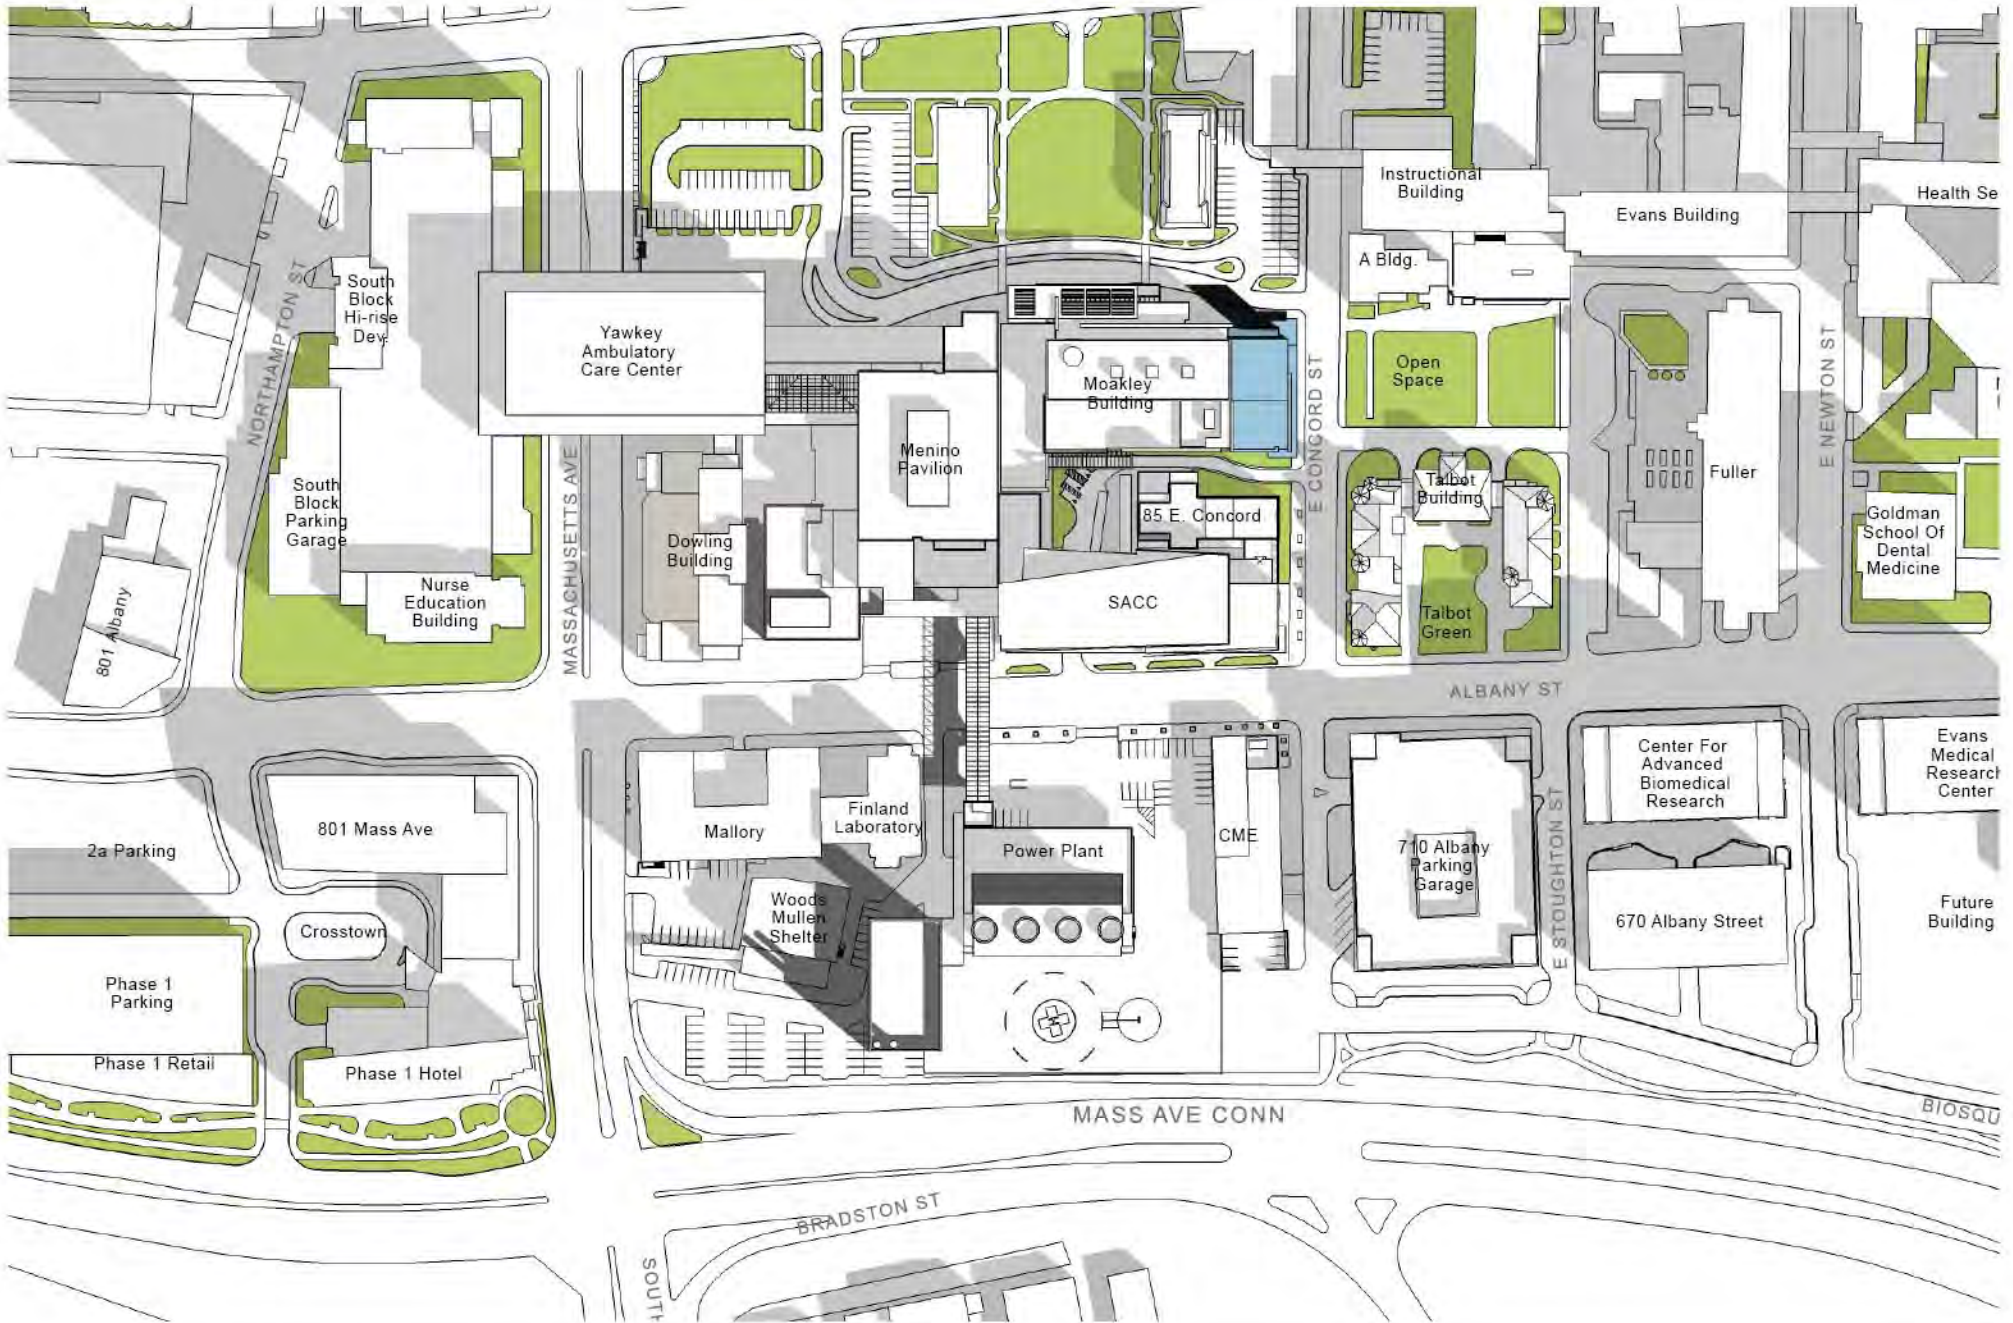 Instructional
Building
Health Se
Evans Building
A Bldg.
NORTHAMPTON ST
South
Block
Hi-rise
Dev.
Yawkey
Ambulatory
Care Center
Moakley
Building
E CONCORD ST
Open
Space
E NEWTON ST
MASSACHUSETTS AVE
Menino
Pavilion
Talbot
Building
Fuller
South
Block
Parking
Garage
Dowling
Building
85 E. Concord
Goldman
School Of
Dental
Medicine
801 Albany
Nurse
Education
Building
SACC
Talbot
Green
ALBANY ST
801 Mass Ave
2a Parking
Mallory
Finland
Laboratory
Power Plant
CME
710 Albany
Parking
Garage
E STOUGHTON ST
Center For
Advanced
Biomedical
Research
Evans
Medical
Research
Center
Crosstown
Woods
Mullen
Shelter
670 Albany Street
Future
Building
Phase 1
Parking
Phase 1 Retail
Phase 1 Hotel
MASS AVE CONN
BIOSQU
BRADSTON ST
SOUTH